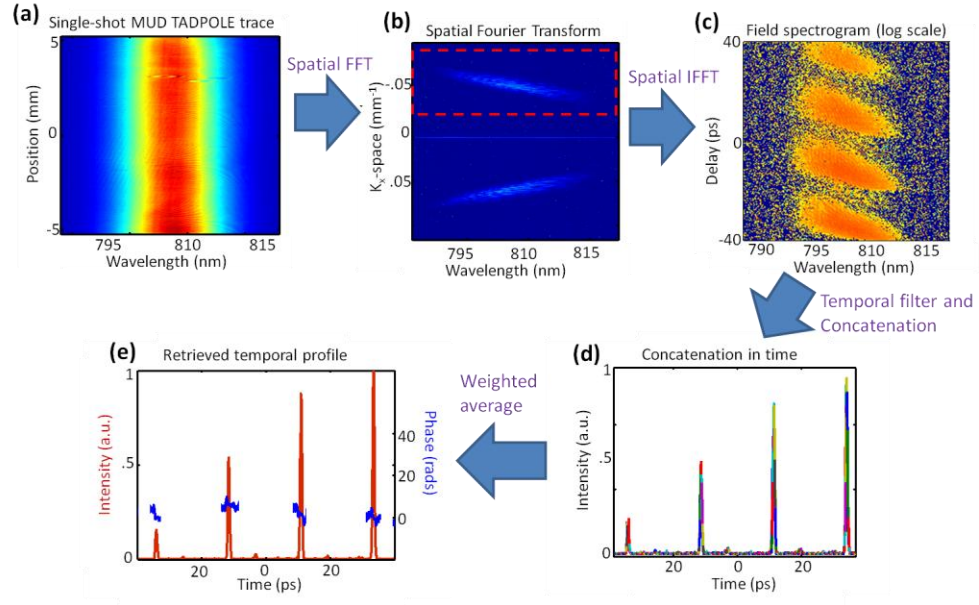 (a)
Single-shot MUD TADPOLE trace
5
0
-5
Position (mm)
795
810
815
Wavelength (nm)
Spatial FFT
(b)
Spatial Fourier Transform
-.05
0
.05
Kx-space (mm-1)
795
810
815
Wavelength (nm)
Spatial IFFT
(c)
Field spectrogram (log scale)
40
0
-40
Delay (ps)
790
795
810
815
Wavelength (nm)
Temporal filter and
Concatenation
(d)
Concatenation in time
1
.5
0
Intensity (a.u.)
20
0
20
Time (ps)
Weighted
average
(e)
Retrieved temporal profile
1
.5
0
Intensity (a.u.)
40
20
0
Phase (rads)
20
0
20
Time (ps)